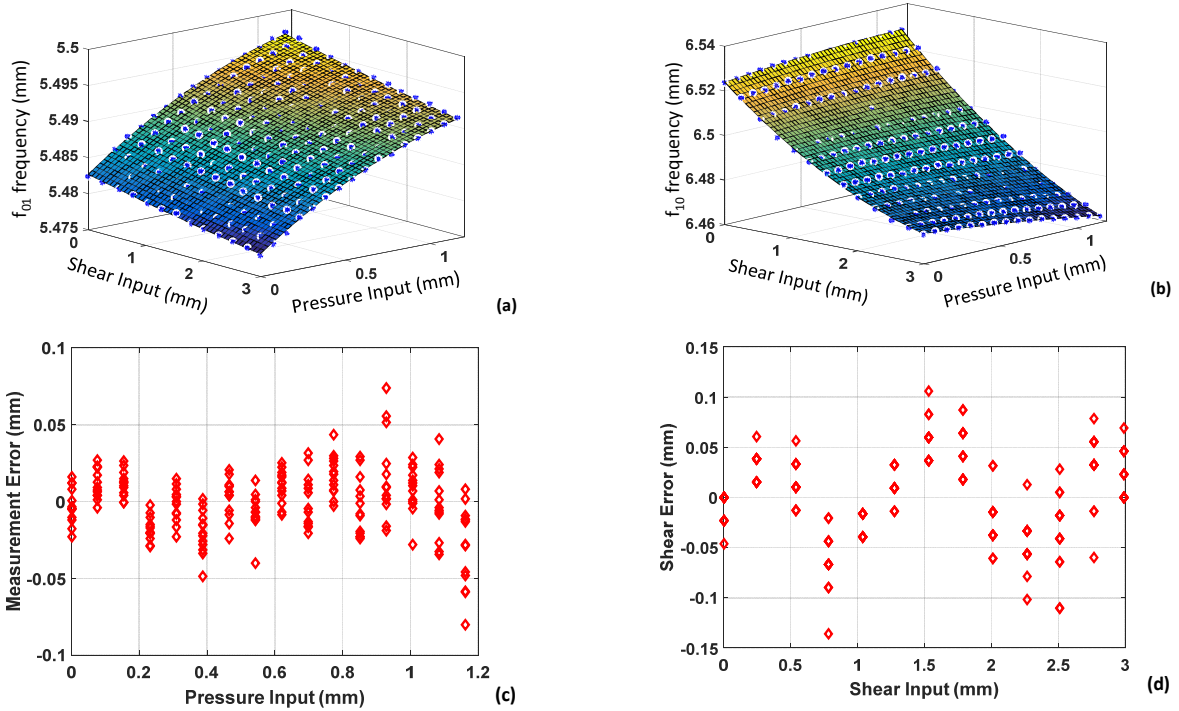 5.5
5.495
5.49
5.485
5.48
5.475
f01 frequency (mm)
0
1
2
3
Shear Input (mm)
0
0.5
1
Pressure Input (mm)
(a)
6.54
6.52
6.5
6.48
6.46
f10 frequency (mm)
0
1
2
3
Shear Input (mm)
0
0.5
1
Pressure Input (mm)
(b)
0.1
0.05
0
-0.05
-0.1
Measurement Error (mm)
0 0.2 0.4 0.6 0.8 1 1.2
Pressure Input (mm)
(c)
0.15
0.1
0.05
0
-0.05
-0.1
-0.15
Shear Error (mm)
0 0.5 1 1.5 2 2.5 3
Shear Input (mm)
(d)